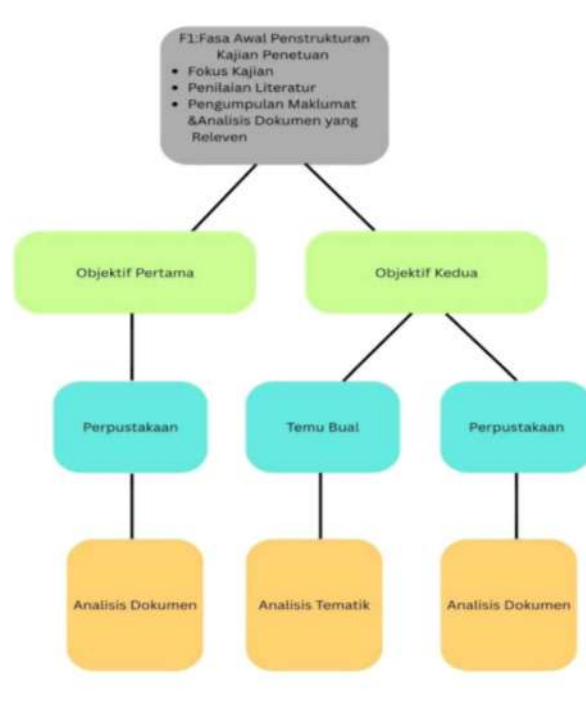 F1:Fasa Awal Penstrukturan
Kajian Penetuan
• Fokus Kajian
• Penilaian Literatur
• Pengumpulan Maklumat
&Analisis Dokumen yang
Releven
Objektif Pertama
Objektif Kedua
Perpustakaan
Temu Bual
Perpustakaan
Analisis Dokumen
Analisis Tematik
Analisis Dokumen